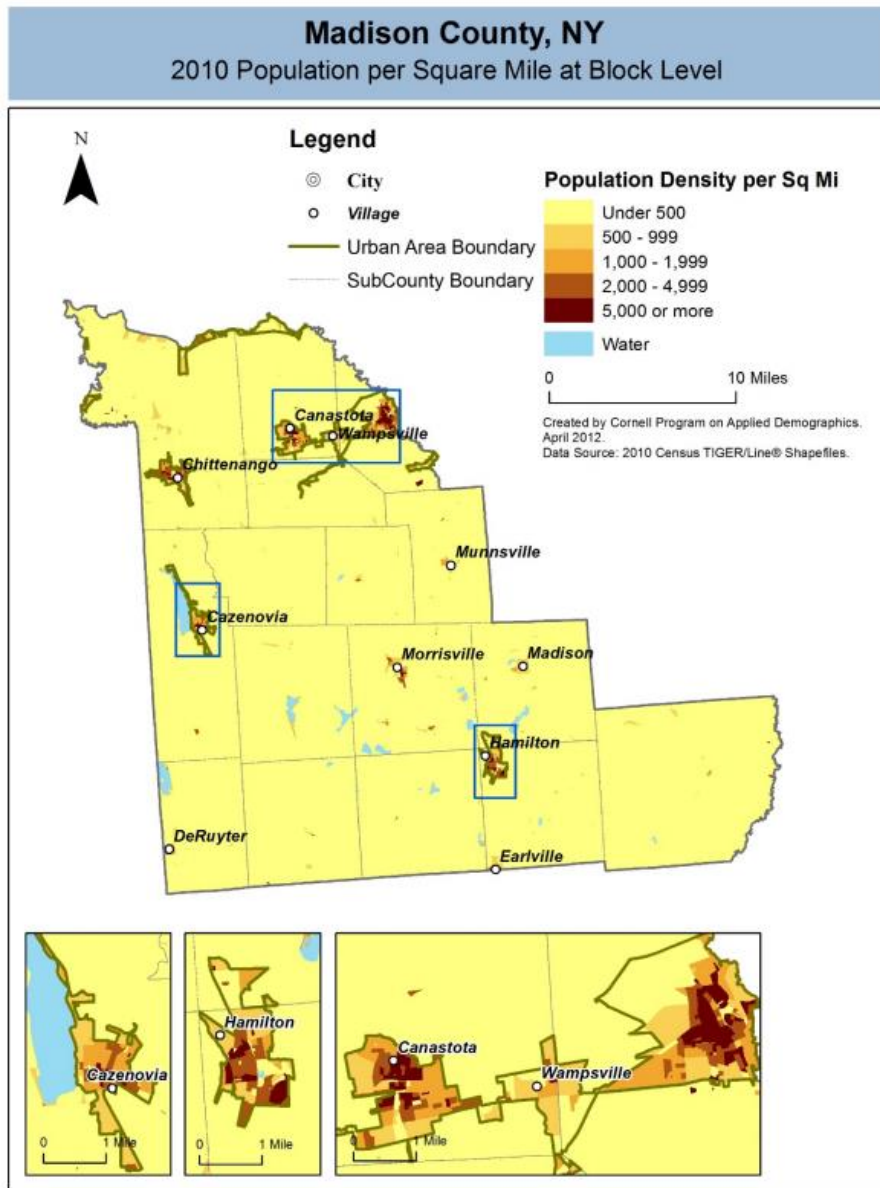 Madison County, NY
2010 Population per Square Mile at Block Level
N
Legend
City
Village
Urban Area Boundary
SubCounty Boundary
Population Density per Sq Mi
Under 500
500 - 999
1,000 - 1,999
2,000 - 4,999
5,000 or more
Water
0 10 Miles
Created by Cornell Program on Applied Demographics.
April 2012.
Data Source: 2010 Census TIGER/Line® Shapefiles.
Canastota
Wampsville
Chittenango
Munnsville
Cazenovia
Morrisville
Madison
Hamilton
DeRuyter
Earlville
Cazenovia
0 1 Mile
Hamilton
0 1 Mile
Canastota
Wampsville
0 1 Mile